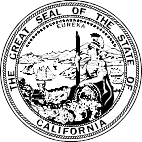 THE GREAT SEAL OF THE STATE OF CALIFORNIA
EUREKA